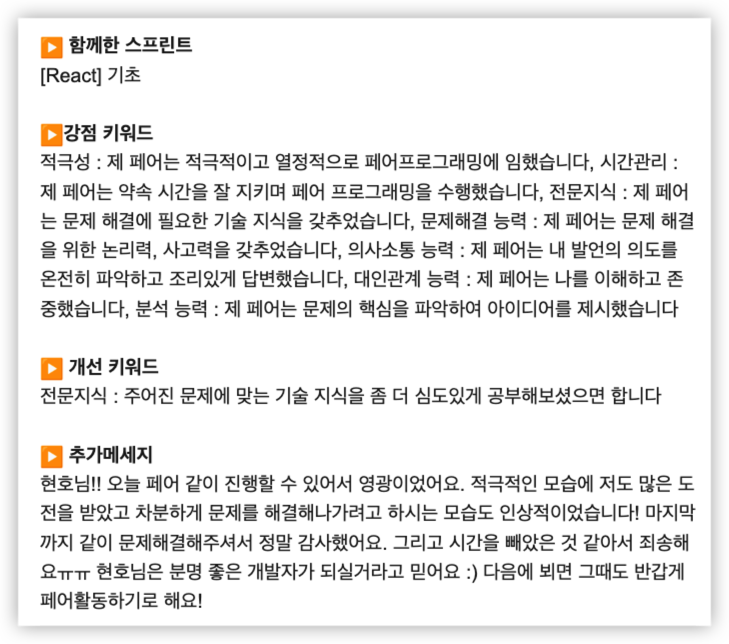 ▶ 함께한 스프린트
[React] 기초
▶강점 키워드
적극성 : 제 페어는 적극적이고 열정적으로 페어프로그래밍에 임했습니다, 시간관리 :
제 페어는 약속 시간을 잘 지키며 페어 프로그래밍을 수행했습니다, 전문지식 : 제 페어
는 문제 해결에 필요한 기술 지식을 갖추었습니다, 문제해결 능력 : 제 페어는 문제 해결
을 위한 논리력, 사고력을 갖추었습니다, 의사소통 능력 : 제 페어는 내 발언의 의도를
온전히 파악하고 조리있게 답변했습니다, 대인관계 능력 : 제 페어는 나를 이해하고 존
중했습니다, 분석 능력 : 제 페어는 문제의 핵심을 파악하여 아이디어를 제시했습니다
▶ 개선 키워드
전문지식 : 주어진 문제에 맞는 기술 지식을 좀 더 심도있게 공부해보셨으면 합니다
▶ 추가메세지
현호님!! 오늘 페어 같이 진행할 수 있어서 영광이었어요. 적극적인 모습에 저도 많은 도
전을 받았고 차분하게 문제를 해결해나가려고 하시는 모습도 인상적이었습니다! 마지막
까지 같이 문제해결해주셔서 정말 감사했어요. 그리고 시간을 빼았은 것 같아서 죄송해
요ㅠㅠ 현호님은 분명 좋은 개발자가 되실거라고 믿어요 :) 다음에 뵈면 그때도 반갑게
페어활동하기로 해요!